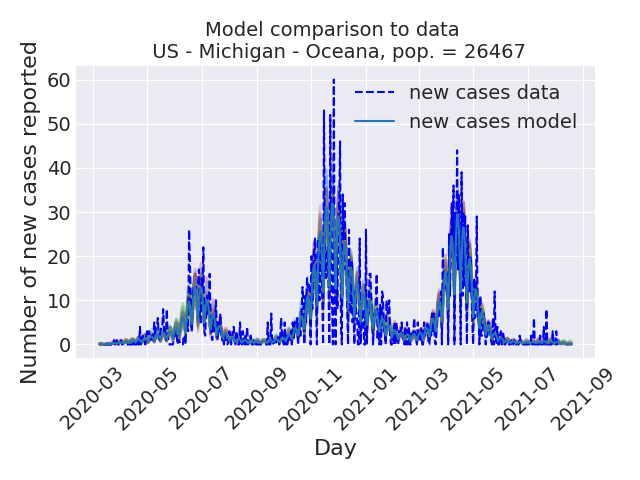 Model comparison to data
US - Michigan - Oceana, pop. = 26467
Number of new cases reported
60
50
40
30
20
10
0
new cases data
new cases model
2020-03
2020-05
2020-07
2020-09
2020-11
2021-01
2021-03
2021-05
2021-07
2021-09
Day